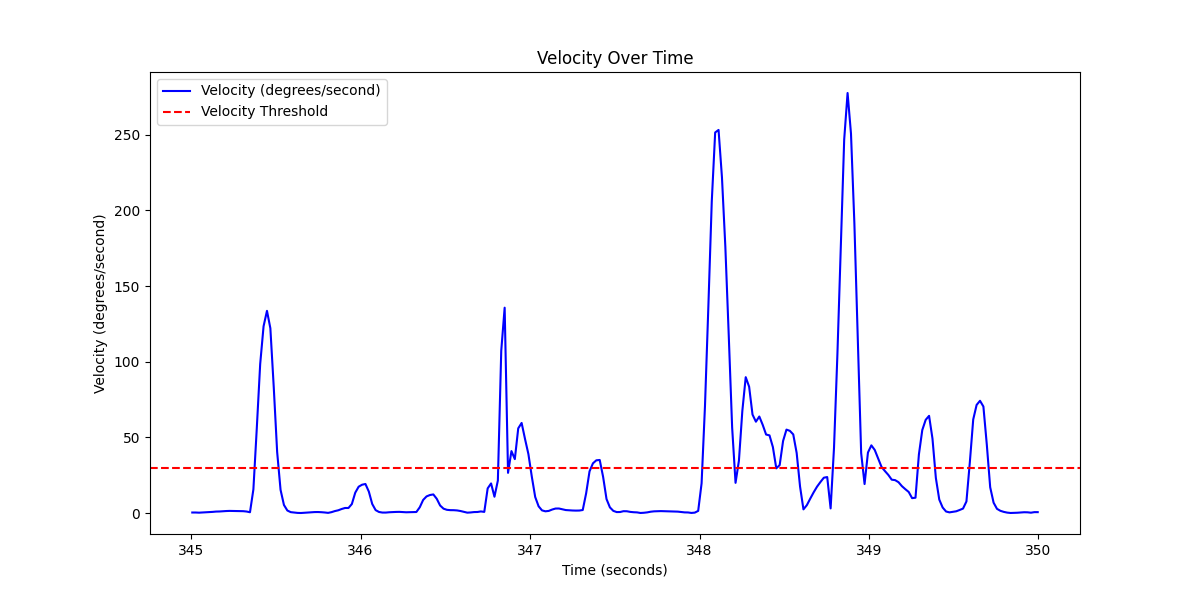 Velocity Over Time
Velocity (degrees/second)
Velocity Threshold
Velocity (degrees/second)
250
200
150
100
50
0
345 346 347 348 349 350
Time (seconds)